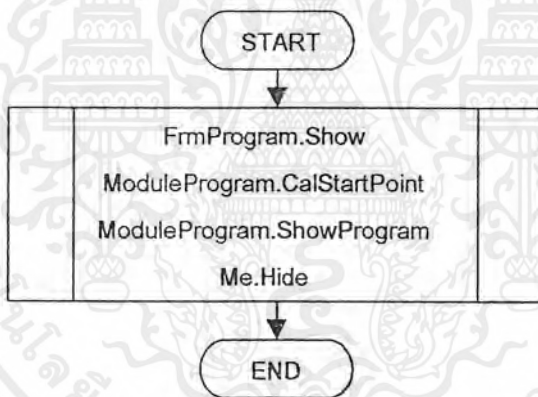 START
FrmProgram.Show
ModuleProgram.CalStartPoint
ModuleProgram.ShowProgram
Me.Hide
END